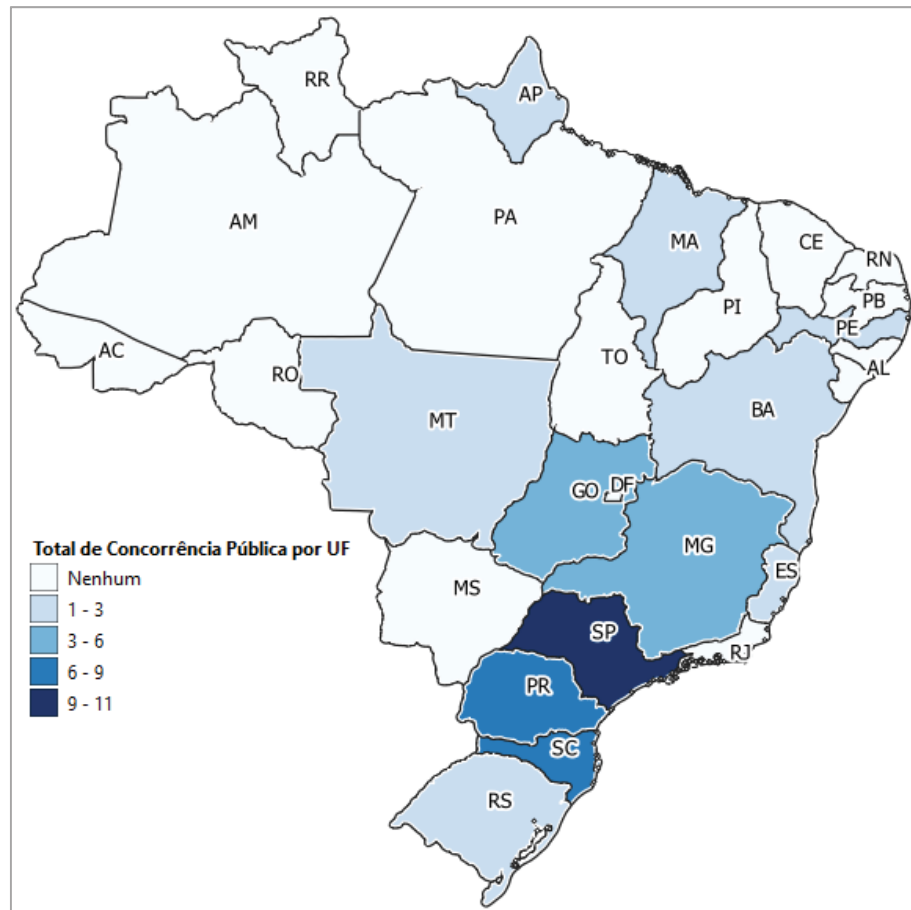 RR
AP
AM
PA
MA
CE
RN
PB
PI
PE
AC
TO
AL
RO
BA
MT
GO
DF
MG
Total de Concorrência Pública por UF
Nenhum
1 - 3
3 - 6
6 - 9
9 - 11
MS
ES
SP
RJ
PR
SC
RS